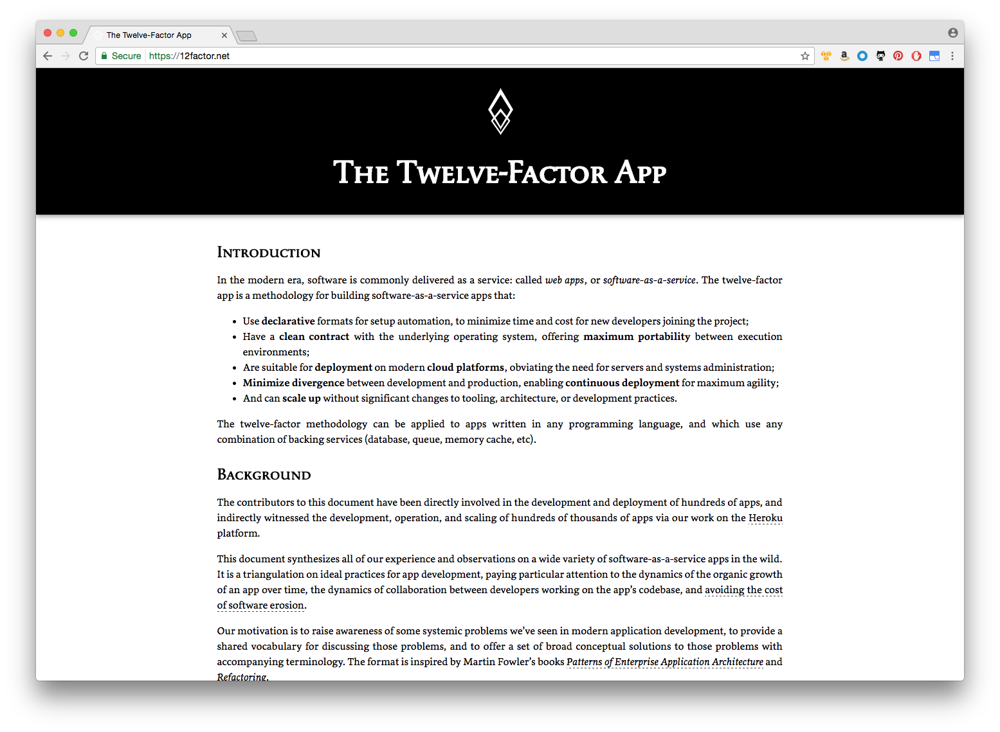 The Twelve-Factor App
Secure https://12factor.net
The Twelve-Factor App
Introduction
In the modern era, software is commonly delivered as a service: called web apps, or software-as-a-service. The twelve-factor
app is a methodology for building software-as-a-service apps that:
• Use declarative formats for setup automation, to minimize time and cost for new developers joining the project;
• Have a clean contract with the underlying operating system, offering maximum portability between execution
environments;
• Are suitable for deployment on modern cloud platforms, obviating the need for servers and systems administration;
• Minimize divergence between development and production, enabling continuous deployment for maximum agility;
• And can scale up without significant changes to tooling, architecture, or development practices.
The twelve-factor methodology can be applied to apps written in any programming language, and which use any
combination of backing services (database, queue, memory cache, etc).
Background
The contributors to this document have been directly involved in the development and deployment of hundreds of apps, and
indirectly witnessed the development, operation, and scaling of hundreds of thousands of apps via our work on the Heroku
platform.
This document synthesizes all of our experience and observations on a wide variety of software-as-a-service apps in the wild.
It is a triangulation on ideal practices for app development, paying particular attention to the dynamics of the organic growth
of an app over time, the dynamics of collaboration between developers working on the app’s codebase, and avoiding the cost
of software erosion.
Our motivation is to raise awareness of some systemic problems we’ve seen in modern application development, to provide a
shared vocabulary for discussing those problems, and to offer a set of broad conceptual solutions to those problems with
accompanying terminology. The format is inspired by Martin Fowler’s books Patterns of Enterprise Application Architecture and
Refactoring.